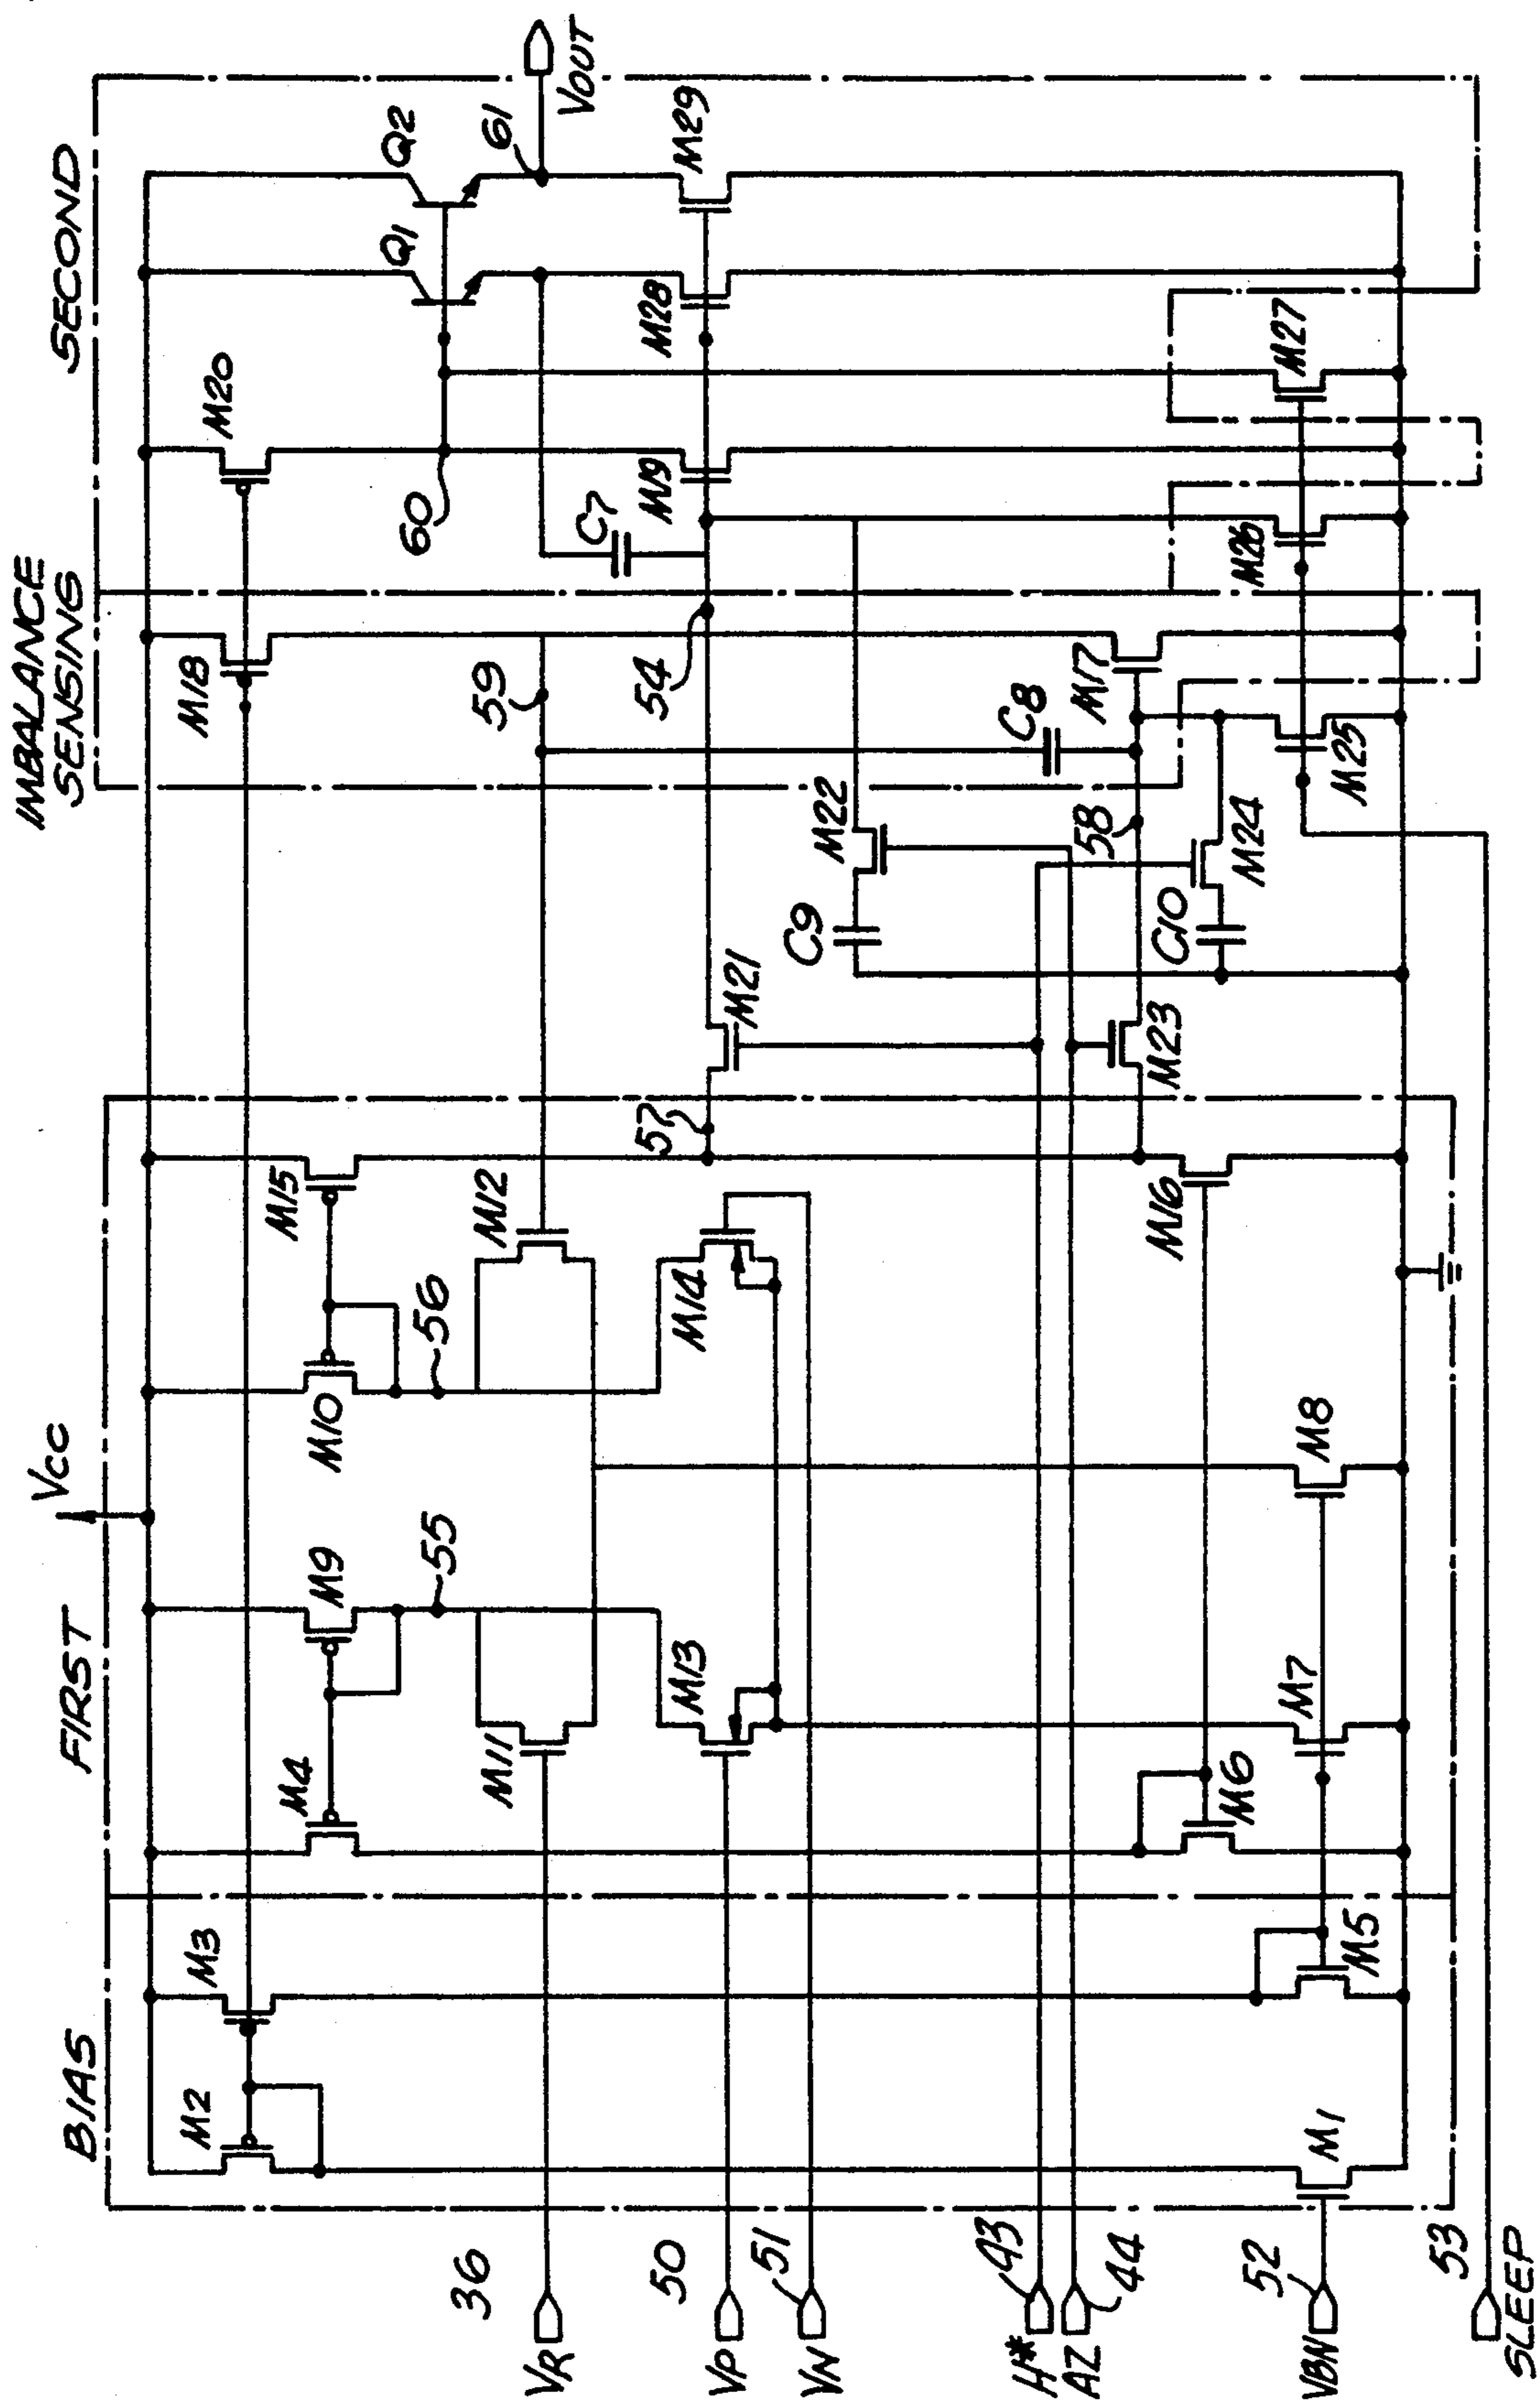 BIAS
FIRST
VCC
IMBALANCE
SENSING
SECOND
M2
M3
M4
M9
M10
M15
M18
M20
Q1
Q2
55
56
59
60
61
VOUT
36
VR
M11
M12
C7
50
VP
M13
M14
57
M21
54
M19
M28
M29
51
VN
C9
M22
C8
43
H*
44
AZ
M23
58
M17
C10
M24
M6
M16
52
VBN
M1
M5
M7
M8
M25
M26
M27
53
SLEEP